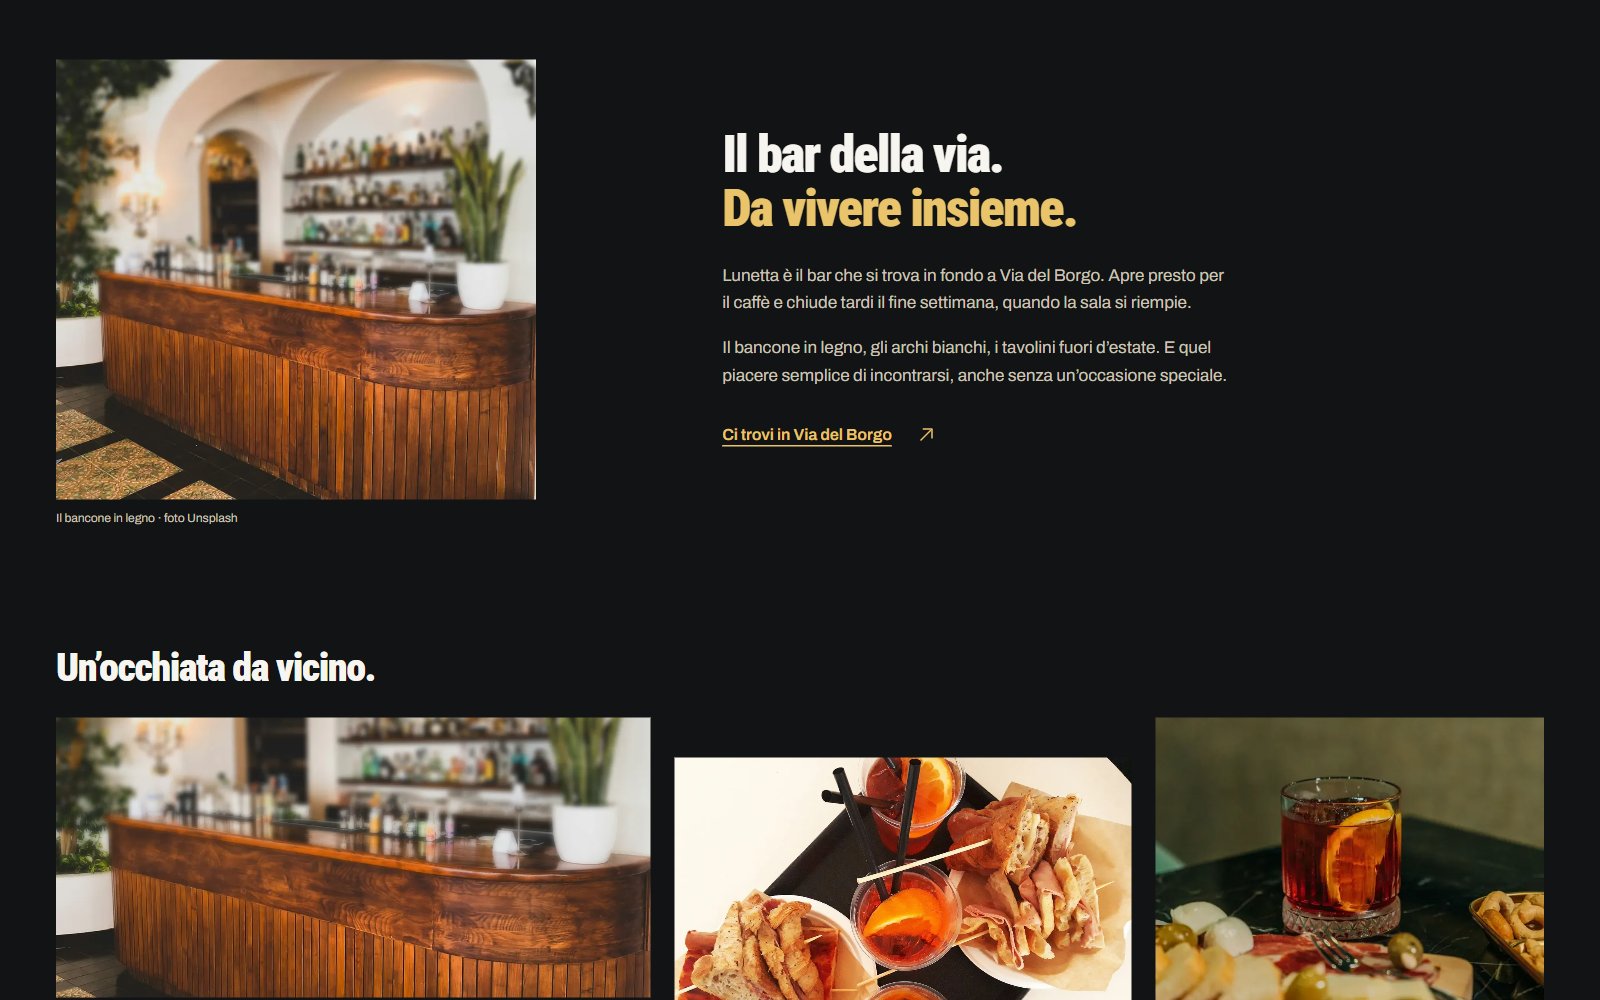 Il bar della via.
Da vivere insieme.
Lunetta è il bar che si trova in fondo a Via del Borgo. Apre presto per
il caffè e chiude tardi il fine settimana, quando la sala si riempie.
Il bancone in legno, gli archi bianchi, i tavolini fuori d’estate. E quel
piacere semplice di incontrarsi, anche senza un’occasione speciale.
Ci trovi in Via del Borgo
Il bancone in legno · foto Unsplash
Un’occhiata da vicino.